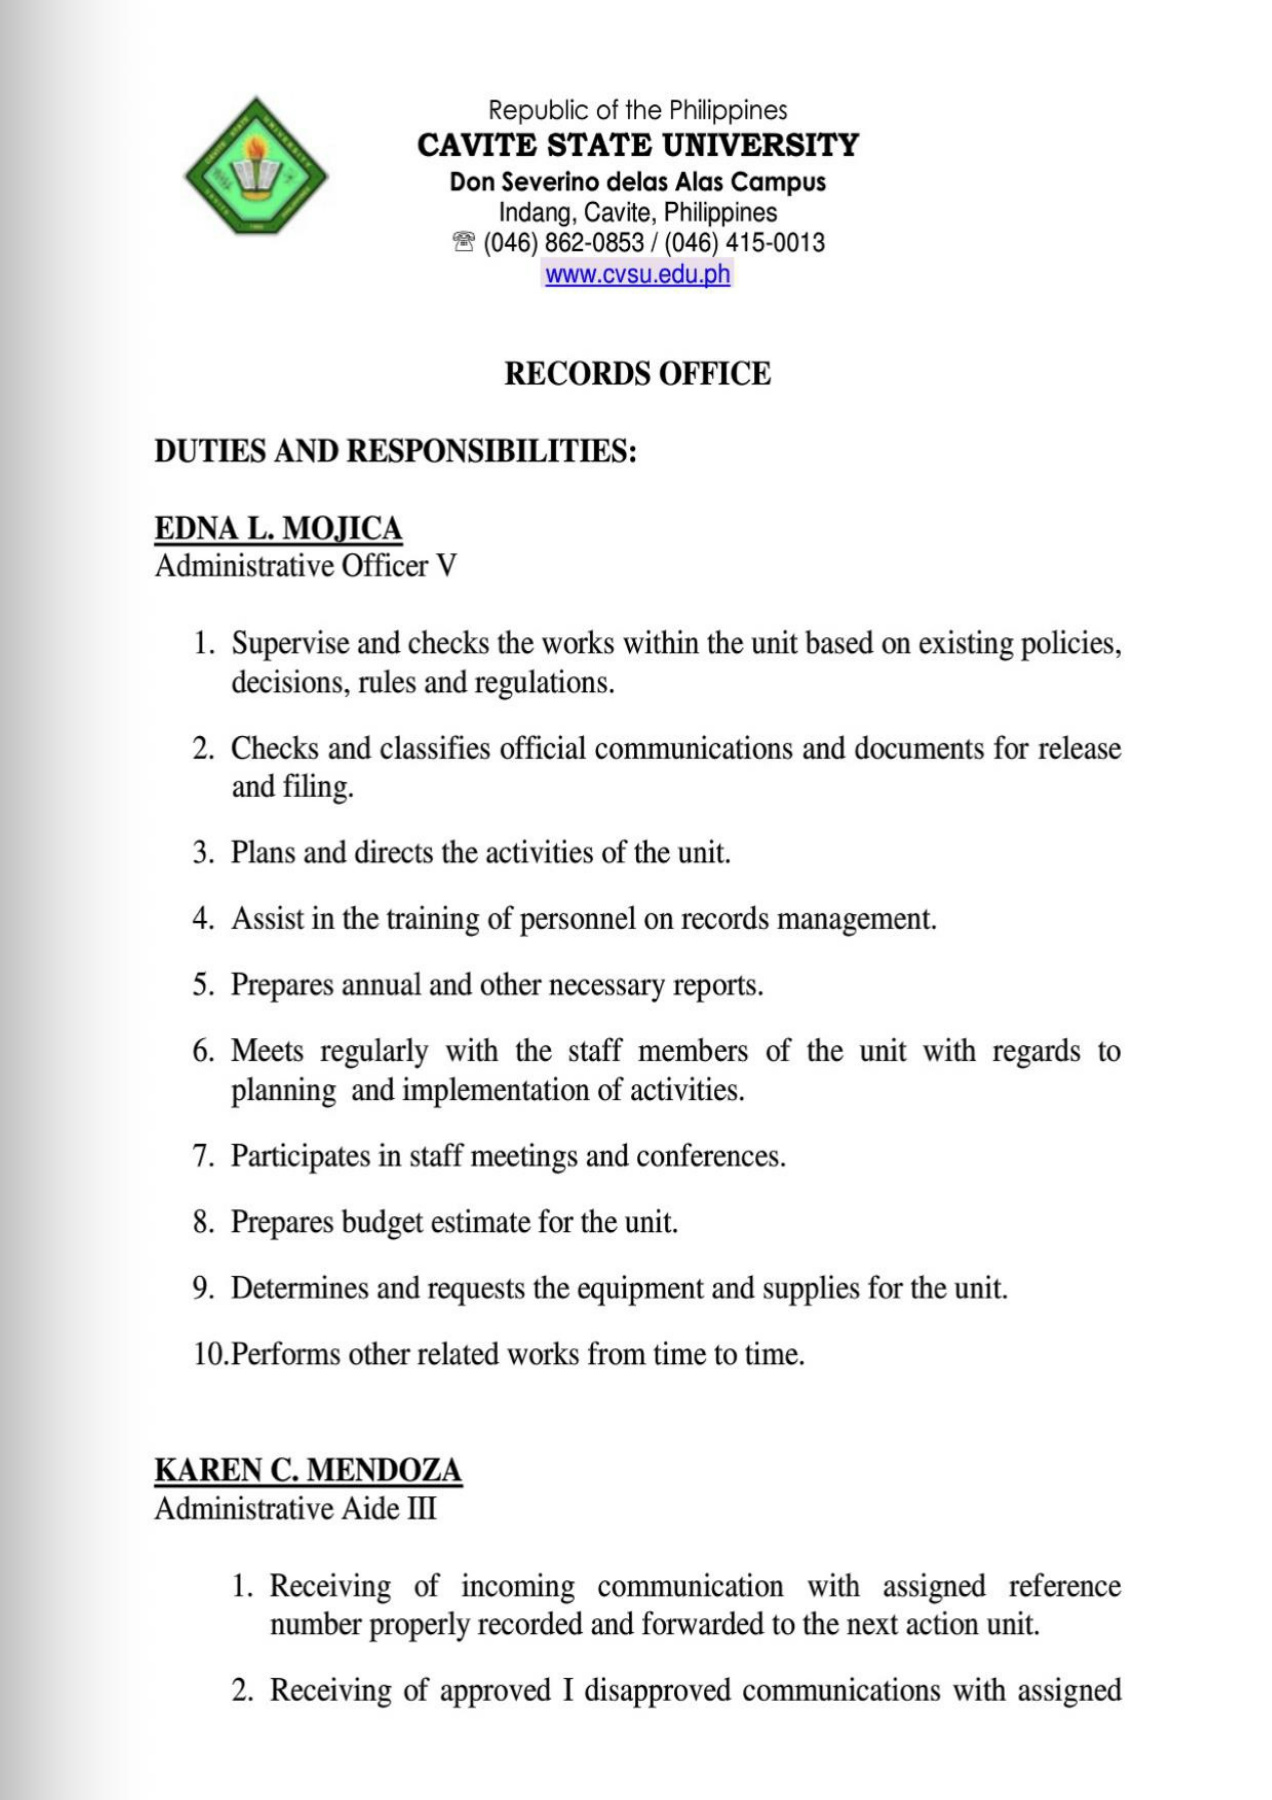 Republic of the Philippines
CAVITE STATE UNIVERSITY
Don Severino delas Alas Campus
Indang, Cavite, Philippines
☏ (046) 862-0853 / (046) 415-0013
www.cvsu.edu.ph
RECORDS OFFICE
DUTIES AND RESPONSIBILITIES:
EDNA L. MOJICA
Administrative Officer V
1. Supervise and checks the works within the unit based on existing policies,
decisions, rules and regulations.
2. Checks and classifies official communications and documents for release
and filing.
3. Plans and directs the activities of the unit.
4. Assist in the training of personnel on records management.
5. Prepares annual and other necessary reports.
6. Meets regularly with the staff members of the unit with regards to
planning and implementation of activities.
7. Participates in staff meetings and conferences.
8. Prepares budget estimate for the unit.
9. Determines and requests the equipment and supplies for the unit.
10.Performs other related works from time to time.
KAREN C. MENDOZA
Administrative Aide III
1. Receiving of incoming communication with assigned reference
number properly recorded and forwarded to the next action unit.
2. Receiving of approved I disapproved communications with assigned